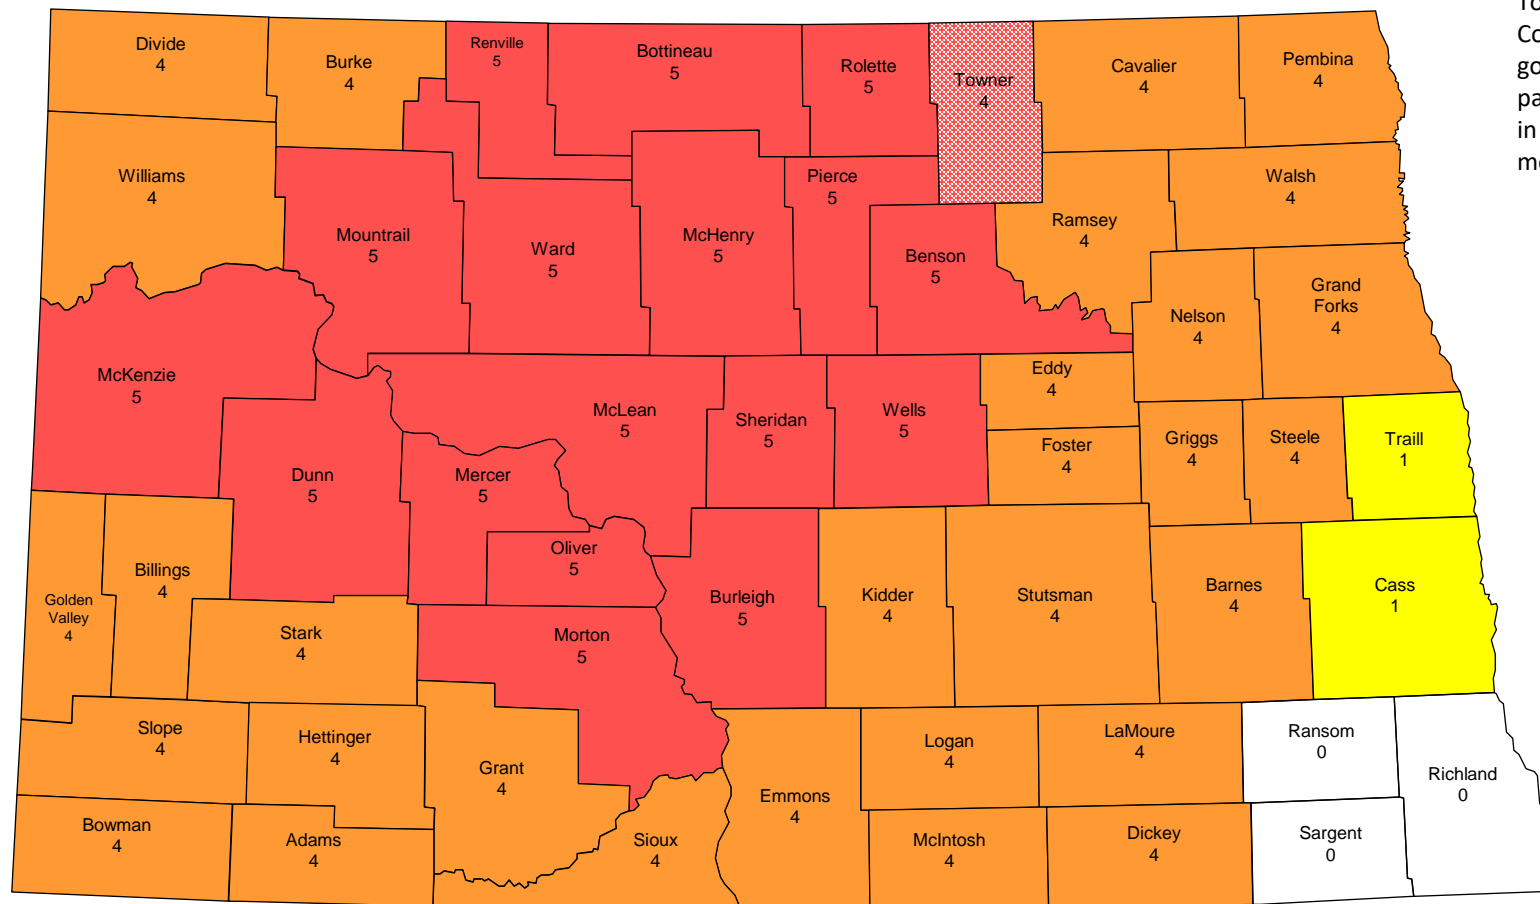 Divide
4
Burke
4
Renville
5
Bottineau
5
Rolette
5
Towner
4
Cavalier
4
Pembina
4
Williams
4
Mountrail
5
Ward
5
McHenry
5
Pierce
5
Benson
5
Ramsey
4
Walsh
4
Nelson
4
Grand
Forks
4
McKenzie
5
Dunn
5
Mercer
5
McLean
5
Sheridan
5
Wells
5
Eddy
4
Foster
4
Griggs
4
Steele
4
Traill
1
Oliver
5
Golden
Valley
4
Billings
4
Stark
4
Morton
5
Burleigh
5
Kidder
4
Stutsman
4
Barnes
4
Cass
1
Slope
4
Hettinger
4
Grant
4
Emmons
4
Logan
4
LaMoure
4
Ransom
0
Richland
0
Bowman
4
Adams
4
Sioux
4
McIntosh
4
Dickey
4
Sargent
0
in